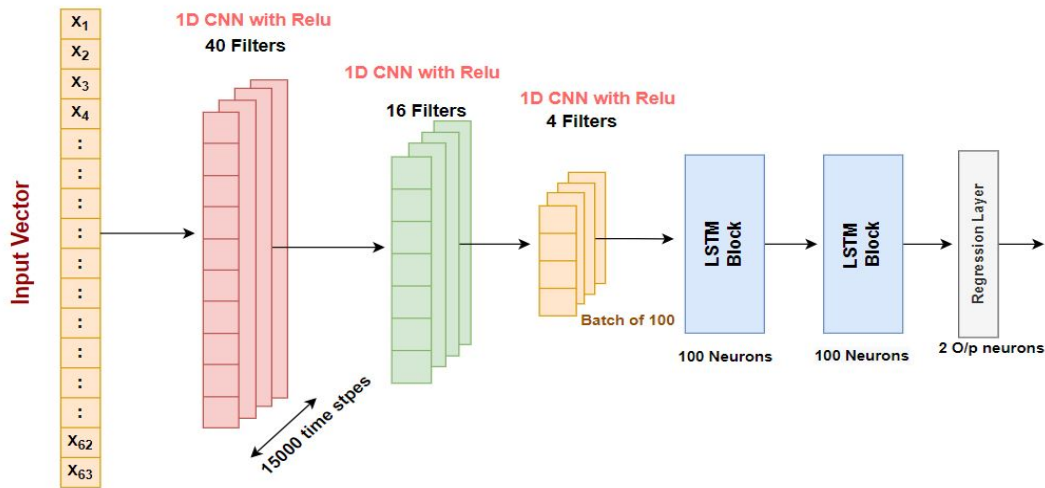 Input Vector
X1
X2
X3
X4
:
:
:
:
:
:
:
:
:
:
X62
X63
1D CNN with Relu
40 Filters
15000 time stpes
1D CNN with Relu
16 Filters
1D CNN with Relu
4 Filters
Batch of 100
LSTM
Block
100 Neurons
LSTM
Block
100 Neurons
Regression Layer
2 O/p neurons